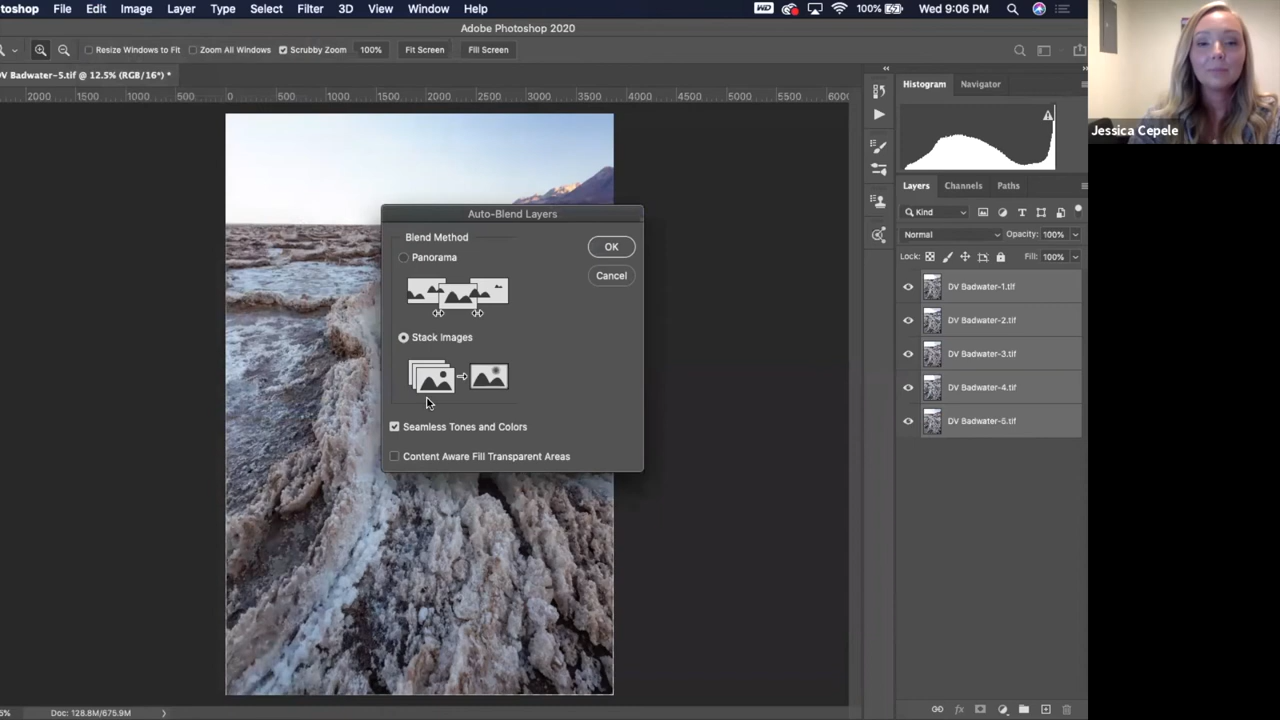 toshop File Edit Image Layer Type Select Filter 3D View Window Help 100% Wed 9:06 PM
Adobe Photoshop 2020
Resize Windows to Fit Zoom All Windows Scrubby Zoom 100% Fit Screen Fill Screen
DV Badwater-5.tif @ 12.5% (RGB/16*) *
2000 1500 1000 500 0 500 1000 1500 2000 2500 3000 3500 4000 4500 5000 5500 6000
Histogram Navigator
Jessica Cepele
Layers Channels Paths
Kind
Normal Opacity: 100%
Lock: Fill: 100%
DV Badwater-1.tif
DV Badwater-2.tif
DV Badwater-3.tif
DV Badwater-4.tif
DV Badwater-5.tif
Auto-Blend Layers
Blend Method
Panorama
OK
Cancel
Stack Images
Seamless Tones and Colors
Content Aware Fill Transparent Areas
5% Doc: 128.8M/675.9M
fx